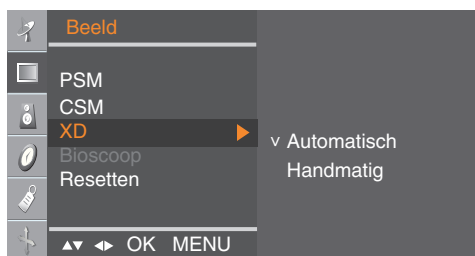 Beeld
PSM
CSM
XD
Bioscoop
Resetten
v Automatisch
Handmatig
OK MENU